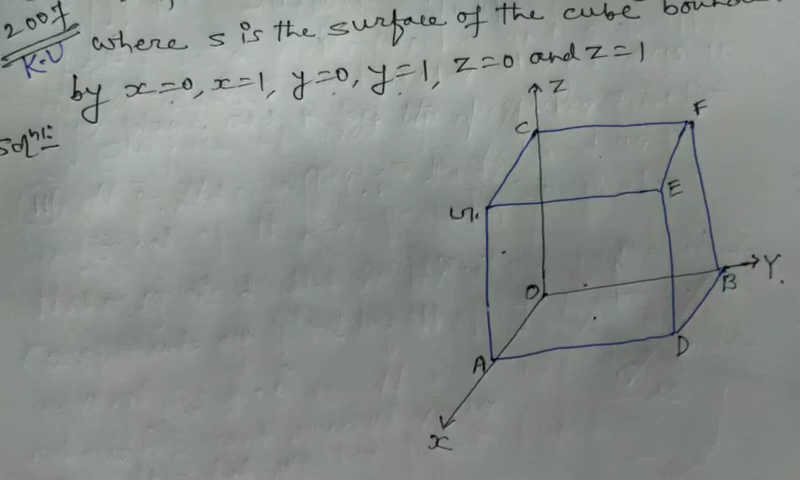 2007
K.U
where s is the surface of the cube
by x=0, x=1, y=0, y=1, z=0 and z=1
Solⁿ:
Z
C
F
G
E
O
B
Y
A
D
X